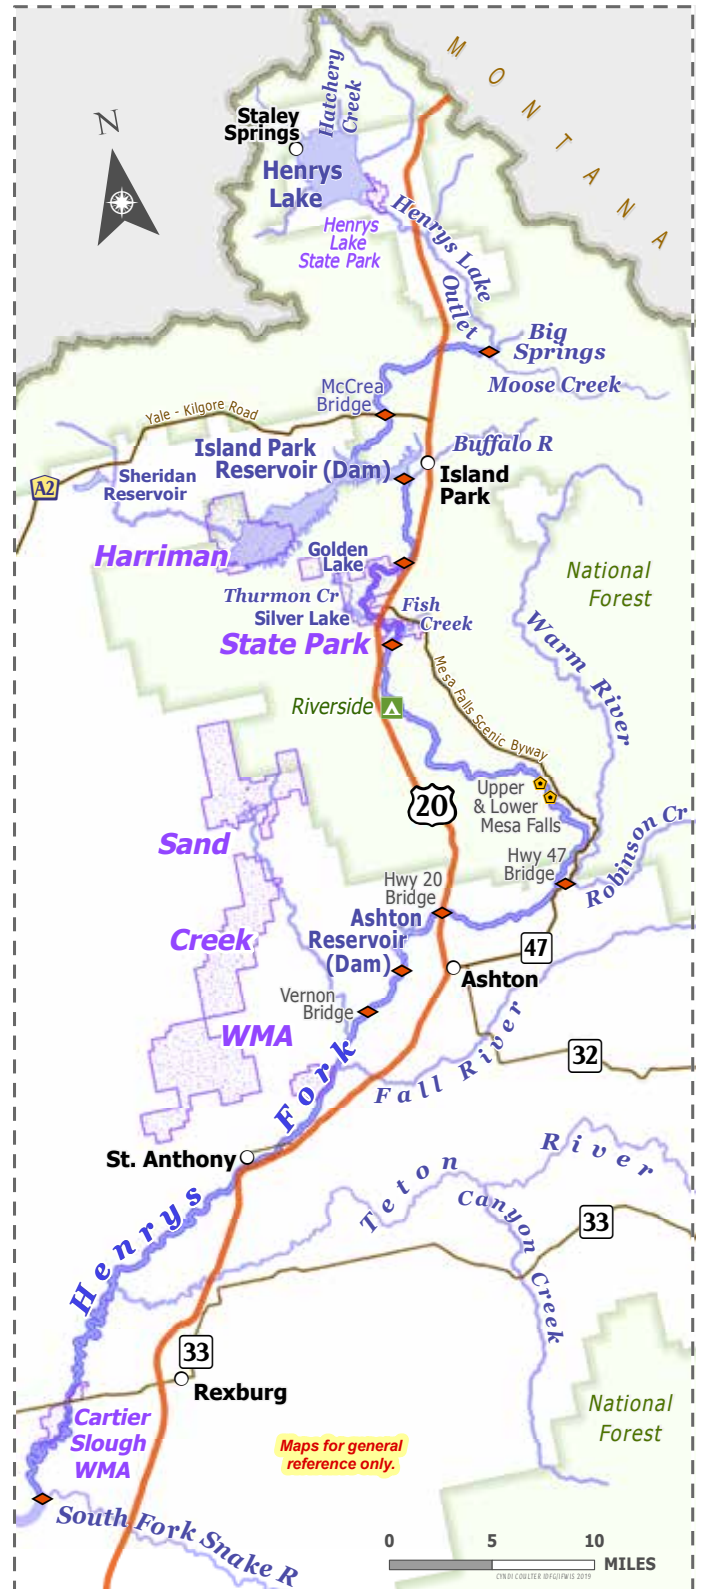 MONTANA
N
Hatchery
Creek
Staley
Springs
Henrys
Lake
Henrys
Lake
State Park
Henrys Lake
Outlet
Big
Springs
Moose Creek
McCrea
Bridge
Yale - Kilgore Road
Island Park
Reservoir (Dam)
Buffalo R
Island
Park
A2
Sheridan
Reservoir
Harriman
Golden
Lake
Thurmon Cr
Silver Lake
Fish
Creek
State Park
National
Forest
Warm River
Mesa Falls Scenic Byway
Riverside
20
Upper
& Lower
Mesa Falls
Sand
Hwy 47
Bridge
Robinson Cr
Hwy 20
Bridge
Ashton
Reservoir
(Dam)
Creek
47
Ashton
Vernon
Bridge
WMA
32
Fall River
Henrys Fork
St. Anthony
Teton River
Canyon Creek
33
33
Rexburg
Cartier
Slough
WMA
Maps for general
reference only.
National
Forest
South Fork Snake R
0 5 10
MILES
CYNDI COULTER IDFG/IFWIS 2019